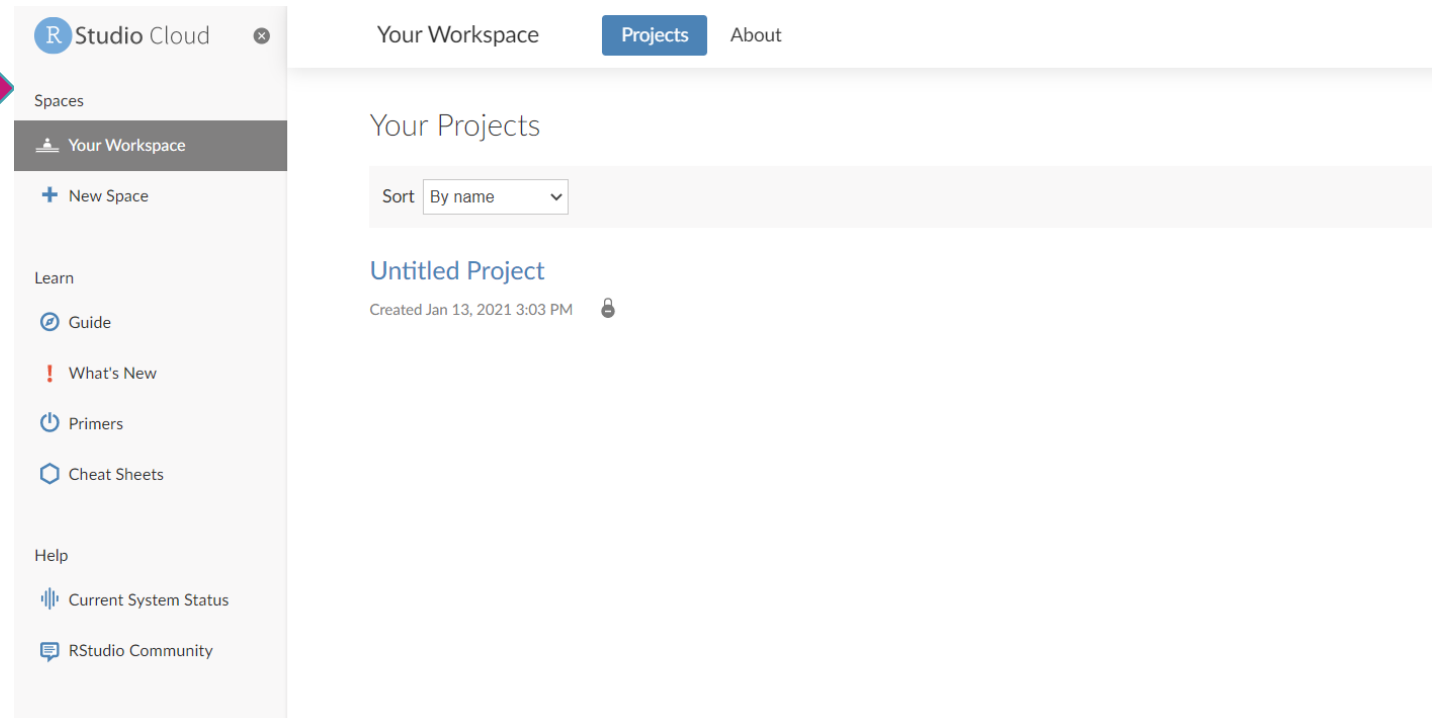 R Studio Cloud
Spaces
Your Workspace
New Space
Learn
Guide
What's New
Primers
Cheat Sheets
Help
Current System Status
RStudio Community
Your Workspace Projects About
Your Projects
Sort By name
Untitled Project
Created Jan 13, 2021 3:03 PM